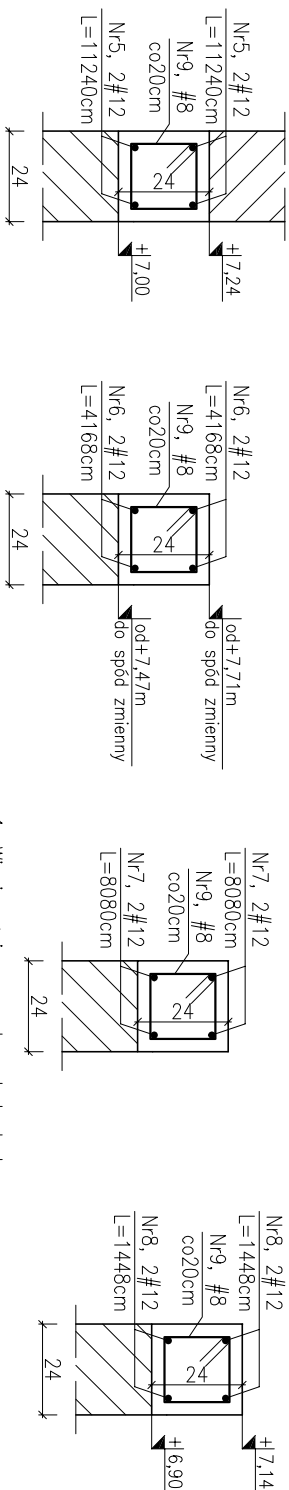 Nr5, 2#12
L=11240cm
Nr9, #8
co20cm
Nr5, 2#12
L=11240cm
24
24
+7,24
+7,00
Nr6, 2#12
L=4168cm
Nr9, #8
co20cm
Nr6, 2#12
L=4168cm
24
24
od+7,71m
do spód zmienny
od+7,47m
do spód zmienny
Nr7, 2#12
L=8080cm
Nr9, #8
co20cm
Nr7, 2#12
L=8080cm
24
24
Nr8, 2#12
L=1448cm
Nr9, #8
co20cm
Nr8, 2#12
L=1448cm
24
24
+7,14
+6,90